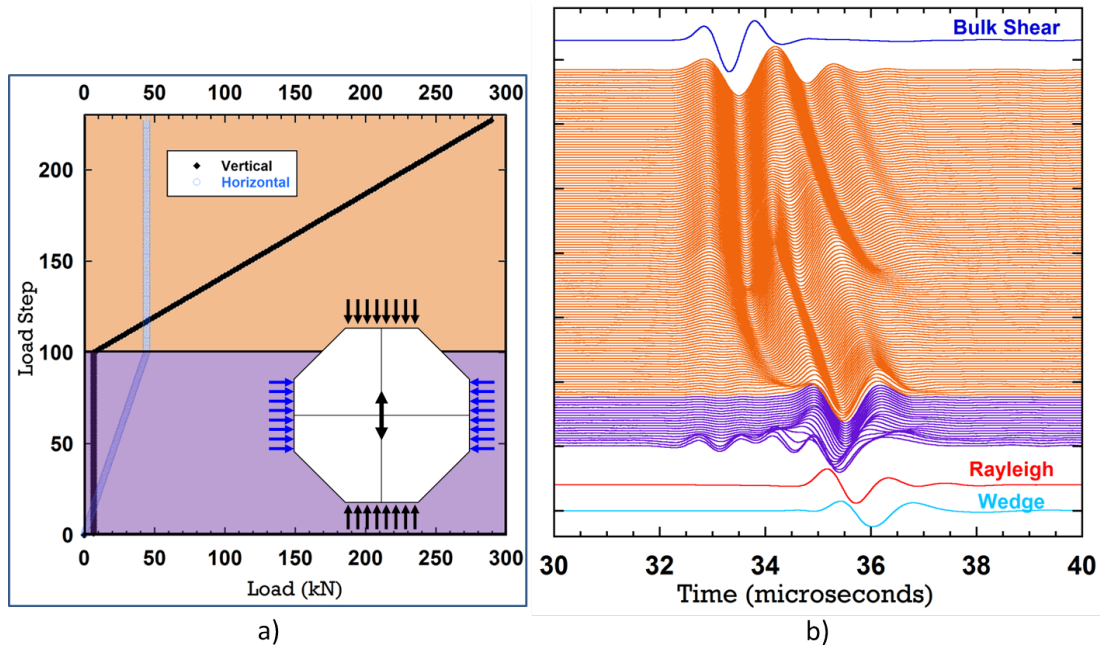 0 50 100 150 200 250 300
200
150
100
50
0
Load Step
Vertical
Horizontal
0 50 100 150 200 250 300
Load (kN)
a)
Bulk Shear
Rayleigh
Wedge
30 32 34 36 38 40
Time (microseconds)
b)